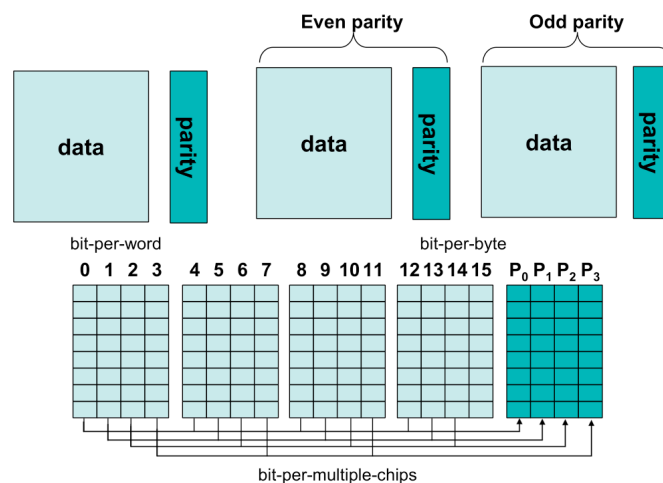 Even parity
Odd parity
data
parity
data
parity
data
parity
bit-per-word
bit-per-byte
0 1 2 3 4 5 6 7 8 9 10 11 12 13 14 15 P0 P1 P2 P3
bit-per-multiple-chips